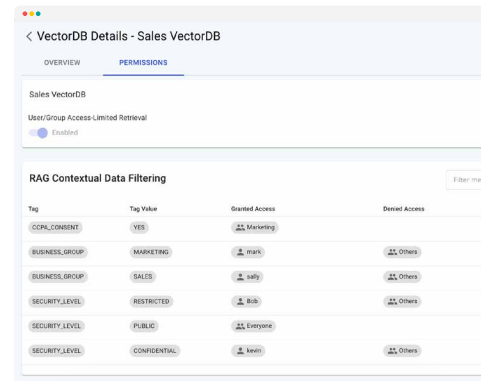 VectorDB Details - Sales VectorDB
OVERVIEW PERMISSIONS
Sales VectorDB
User/Group Access-Limited Retrieval
Enabled
RAG Contextual Data Filtering
Filter me
Tag Tag Value Granted Access Denied Access
CCPA_CONSENT YES Marketing
BUSINESS_GROUP MARKETING mark Others
BUSINESS_GROUP SALES sally Others
SECURITY_LEVEL RESTRICTED Bob Others
SECURITY_LEVEL PUBLIC Everyone
SECURITY_LEVEL CONFIDENTIAL kevin Others